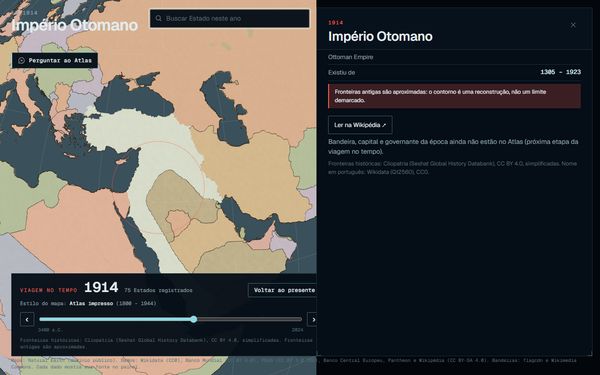 1914
Império Otomano
Buscar Estado neste ano
Perguntar ao Atlas
VIAGEM NO TEMPO 1914 75 Estados registrados
Voltar ao presente
Estilo do mapa: Atlas impresso (1800 - 1944)
3400 a.C.
2024
Fronteiras históricas: Cliopatria (Seshat Global History Databank), CC BY 4.0, simplificadas. Fronteiras
antigas são aproximadas.
1914
Império Otomano
Ottoman Empire
Existiu de
1305 – 1923
Fronteiras antigas são aproximadas: o contorno é uma reconstrução, não um limite
demarcado.
Ler na Wikipédia ↗
Bandeira, capital e governante da época ainda não estão no Atlas (próxima etapa da
viagem no tempo).
Fronteiras históricas: Cliopatria (Seshat Global History Databank), CC BY 4.0, simplificadas. Nome
em português: Wikidata (Q12560), CC0.
Banco Central Europeu, Pantheon e Wikipédia (CC BY-SA 4.0). Bandeiras: flagcdn e Wikimedia
Commons. Cada dado mostra sua fonte no painel.